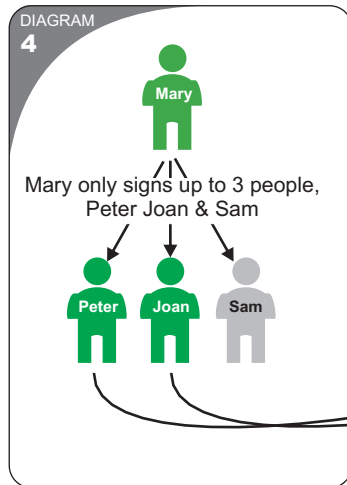 DIAGRAM
4
Mary
Mary only signs up to 3 people,
Peter Joan & Sam
Peter
Joan
Sam